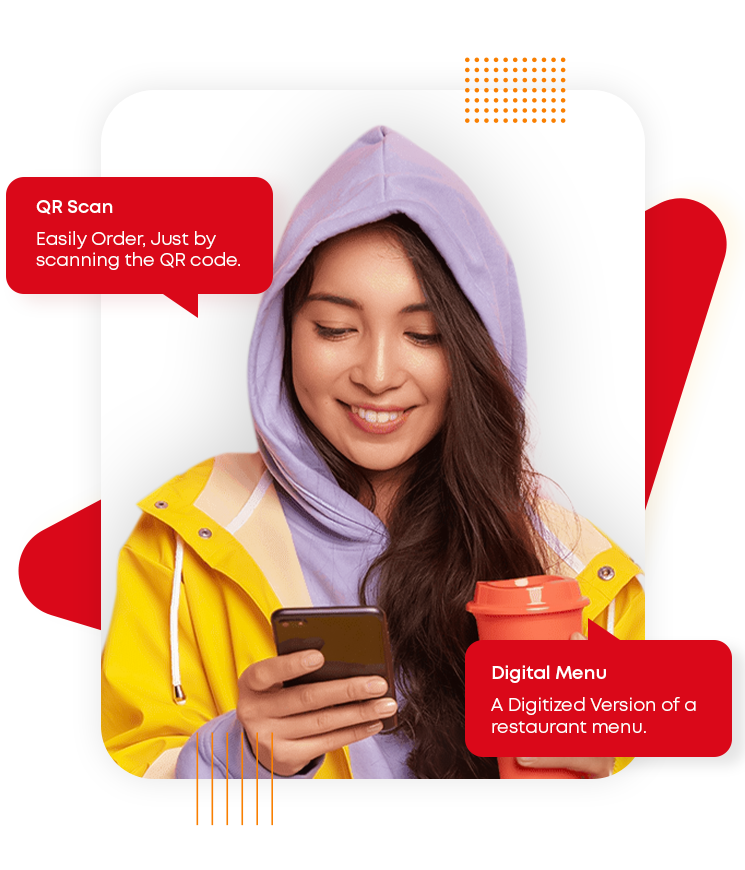 QR Scan
Easily Order, Just by
scanning the QR code.
Digital Menu
A Digitized Version of a
restaurant menu.